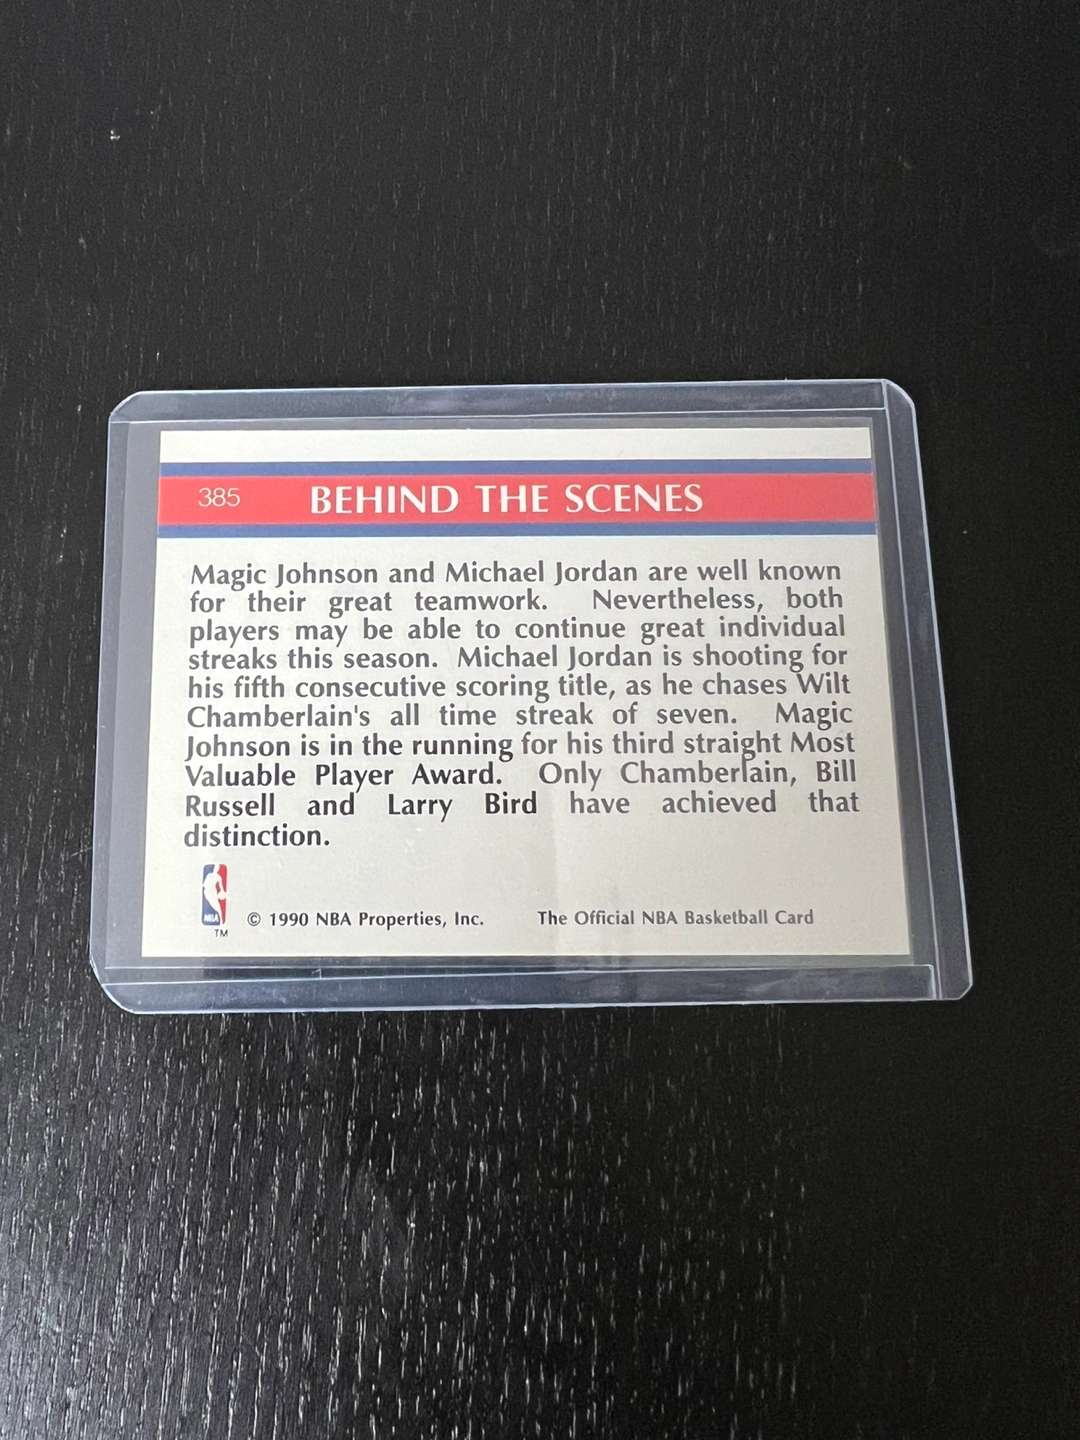 385 BEHIND THE SCENES
Magic Johnson and Michael Jordan are well known
for their great teamwork. Nevertheless, both
players may be able to continue great individual
streaks this season. Michael Jordan is shooting for
his fifth consecutive scoring title, as he chases Wilt
Chamberlain's all time streak of seven. Magic
Johnson is in the running for his third straight Most
Valuable Player Award. Only Chamberlain, Bill
Russell and Larry Bird have achieved that
distinction.
NBA
TM
© 1990 NBA Properties, Inc. The Official NBA Basketball Card